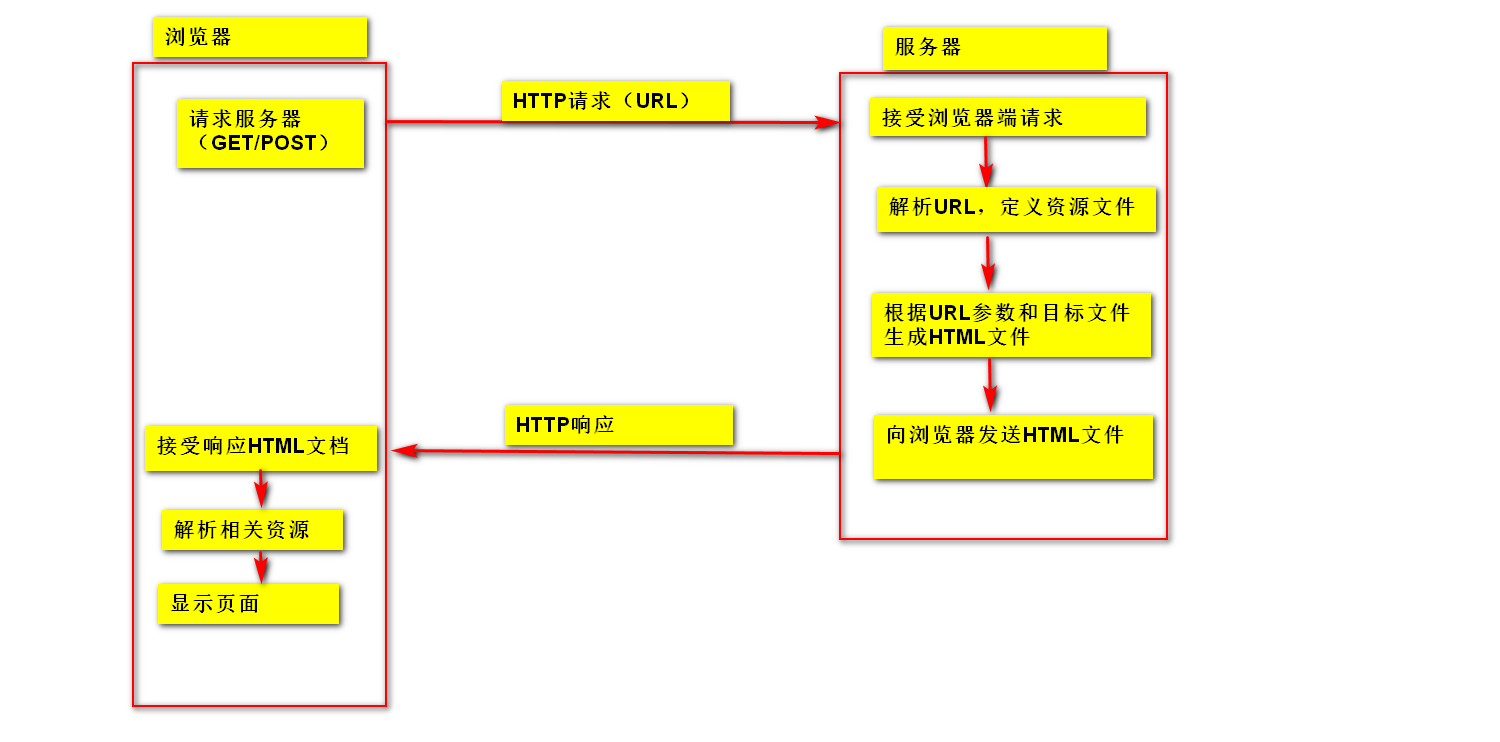 浏览器
服务器
请求服务器
（GET/POST）
HTTP请求（URL）
接受浏览器端请求
解析URL，定义资源文件
根据URL参数和目标文件
生成HTML文件
HTTP响应
向浏览器发送HTML文件
接受响应HTML文档
解析相关资源
显示页面